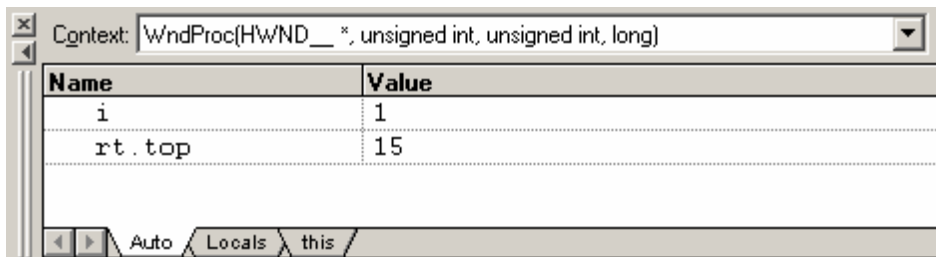 Context: WndProc(HWND__ *, unsigned int, unsigned int, long)
Name Value
i 1
rt.top 15
Auto Locals this